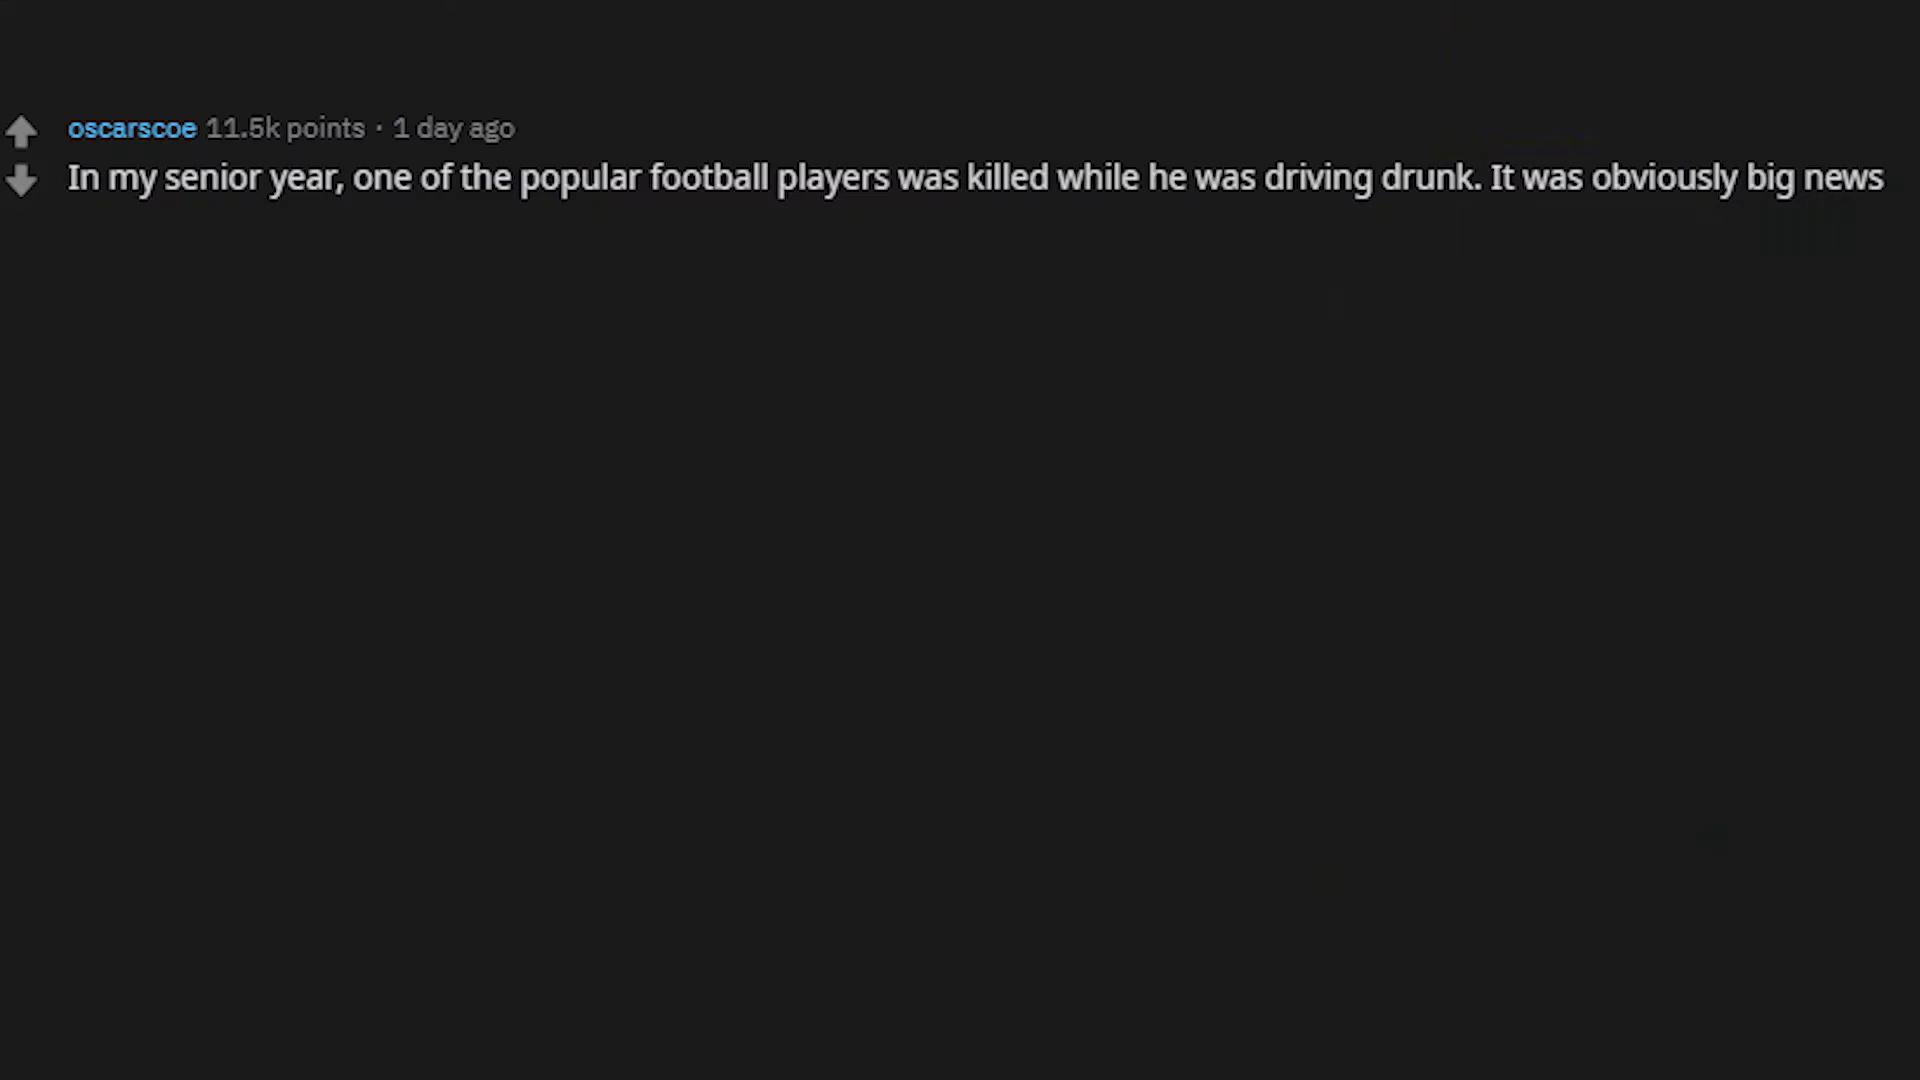 oscarscoe 11.5k points · 1 day ago
In my senior year, one of the popular football players was killed while he was driving drunk. It was obviously big news